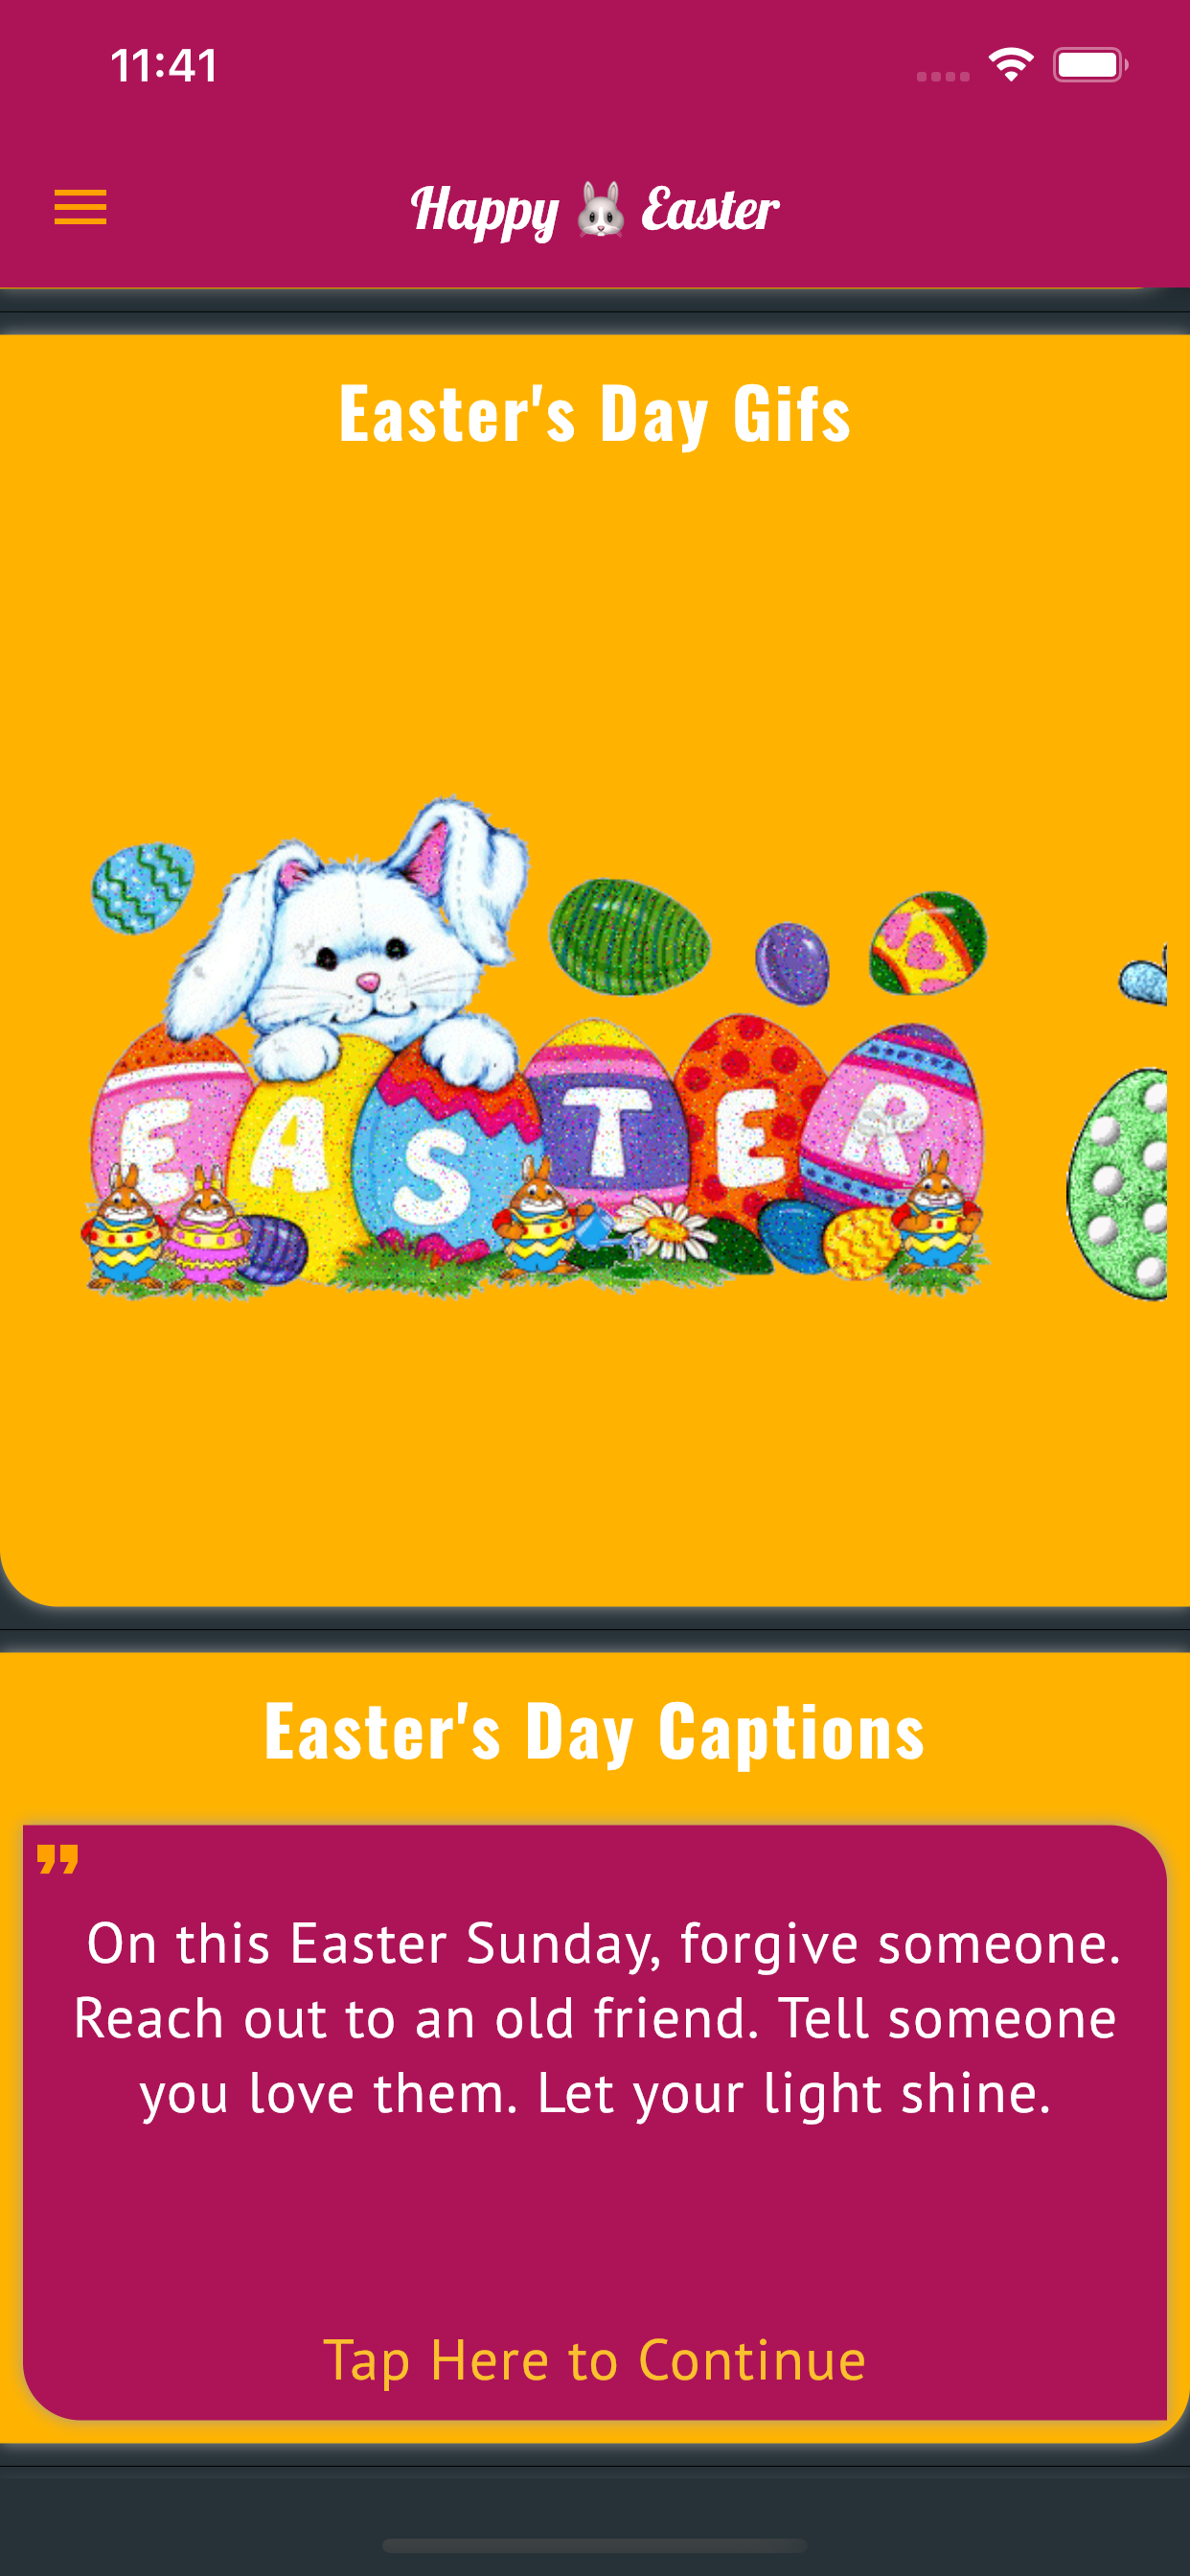 11:41
Happy 🐰 Easter
Easter's Day Gifs
EASTER
Easter's Day Captions
On this Easter Sunday, forgive someone.
Reach out to an old friend. Tell someone
you love them. Let your light shine.
Tap Here to Continue